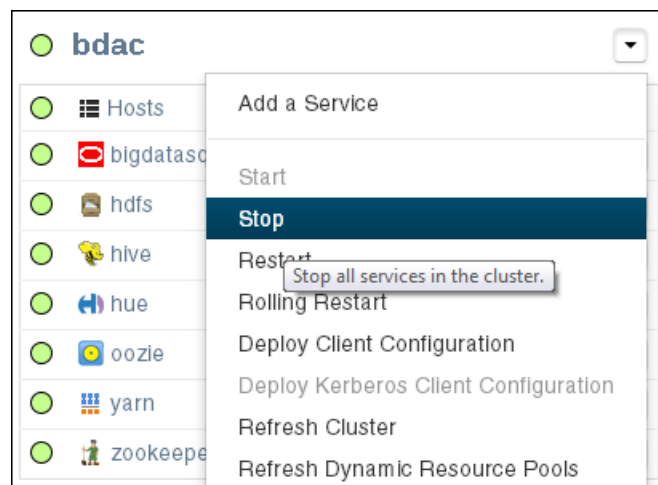 bdac
Hosts
bigdatasq
hdfs
hive
hue
oozie
yarn
zookeepe
Add a Service
Start
Stop
Restart
Stop all services in the cluster.
Rolling Restart
Deploy Client Configuration
Deploy Kerberos Client Configuration
Refresh Cluster
Refresh Dynamic Resource Pools